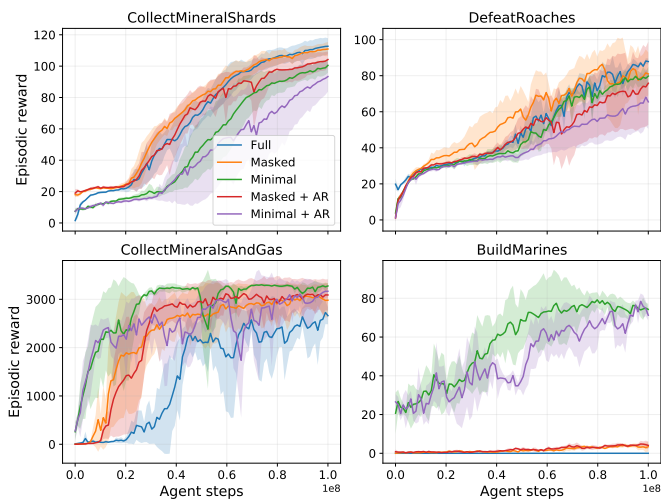 CollectMineralShards
DefeatRoaches
120
100
80
60
40
20
0
Episodic reward
Full
Masked
Minimal
Masked + AR
Minimal + AR
100
80
60
40
20
0
CollectMineralsAndGas
BuildMarines
3000
2000
1000
0
Episodic reward
0.0 0.2 0.4 0.6 0.8 1.0
1e8
Agent steps
80
60
40
20
0
0.0 0.2 0.4 0.6 0.8 1.0
1e8
Agent steps